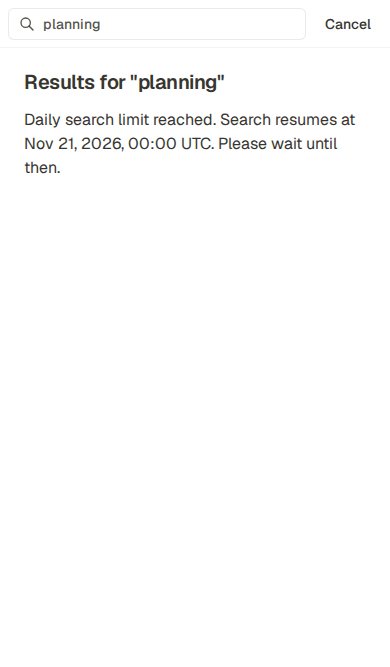 planning
Cancel
Results for "planning"
Daily search limit reached. Search resumes at
Nov 21, 2026, 00:00 UTC. Please wait until
then.